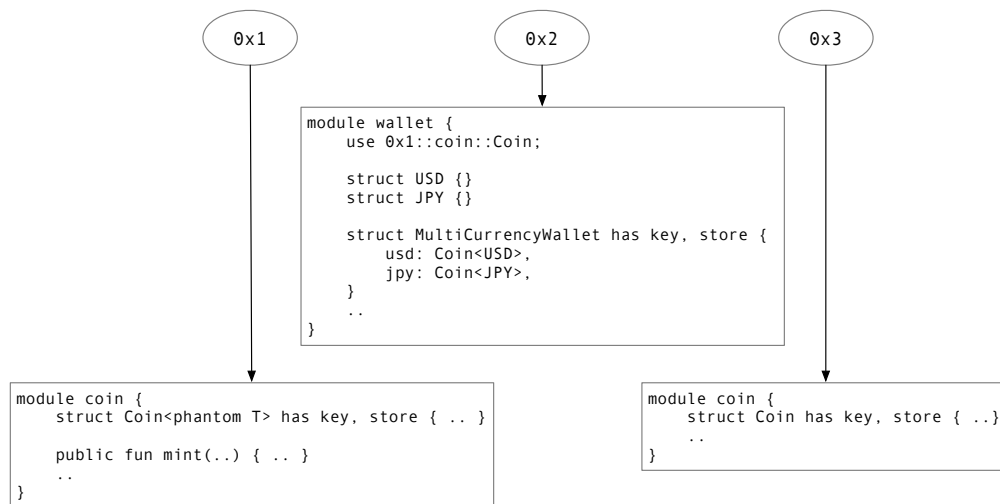 0x1
0x2
0x3
module wallet {
    use 0x1::coin::Coin;
    struct USD {}
    struct JPY {}
    struct MultiCurrencyWallet has key, store {
        usd: Coin<USD>,
        jpy: Coin<JPY>,
    }
    ..
}
module coin {
    struct Coin<phantom T> has key, store { .. }
    public fun mint(..) { .. }
    ..
}
module coin {
    struct Coin has key, store { ..}
    ..
}